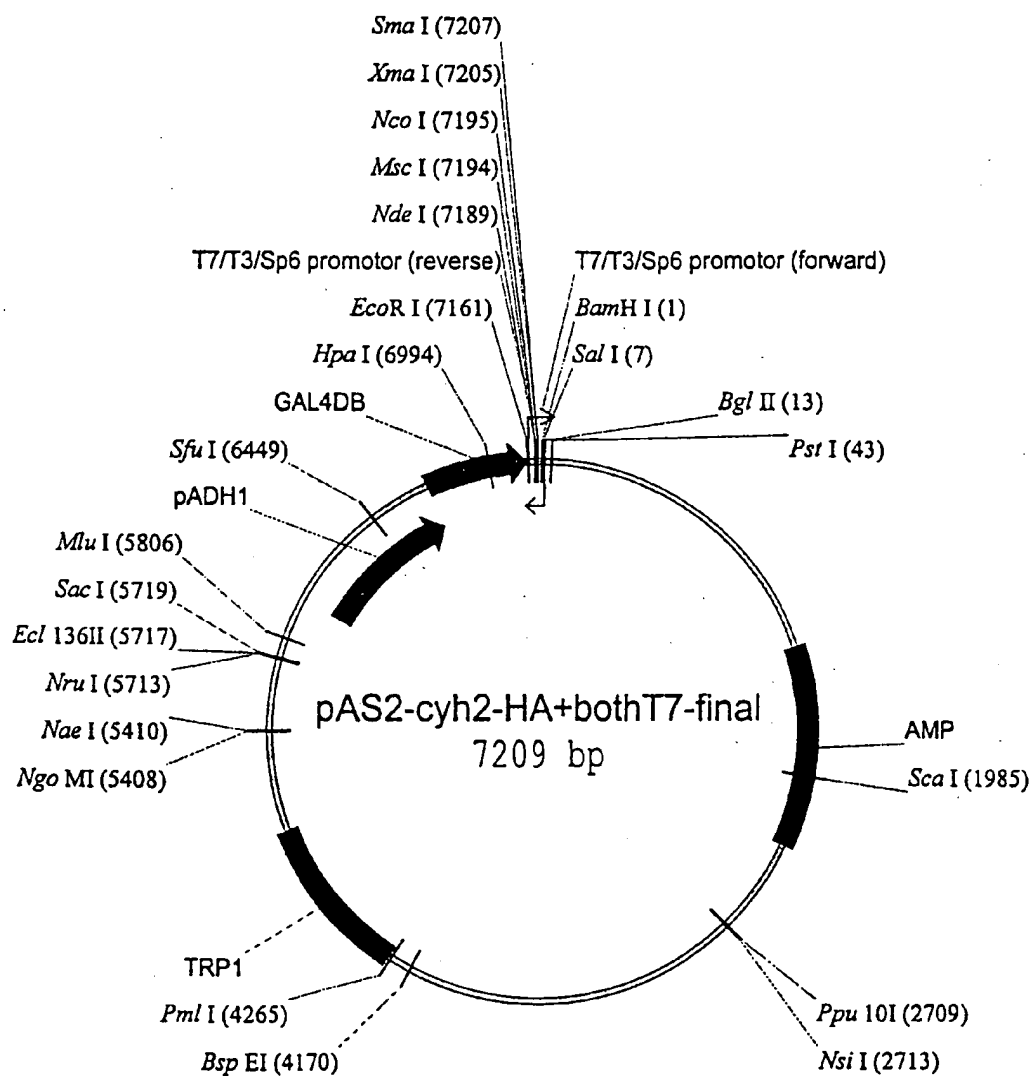 Sma I (7207)
Xma I (7205)
Nco I (7195)
Msc I (7194)
Nde I (7189)
T7/T3/Sp6 promotor (reverse)
T7/T3/Sp6 promotor (forward)
EcoR I (7161)
BamH I (1)
Hpa I (6994)
Sal I (7)
GAL4DB
Bgl II (13)
Sfu I (6449)
Pst I (43)
pADH1
Mlu I (5806)
Sac I (5719)
Ecl 136II (5717)
Nru I (5713)
Nae I (5410)
Ngo MI (5408)
pAS2-cyh2-HA+bothT7-final
7209 bp
AMP
Sca I (1985)
TRP1
Pml I (4265)
Bsp EI (4170)
Ppu 10I (2709)
Nsi I (2713)